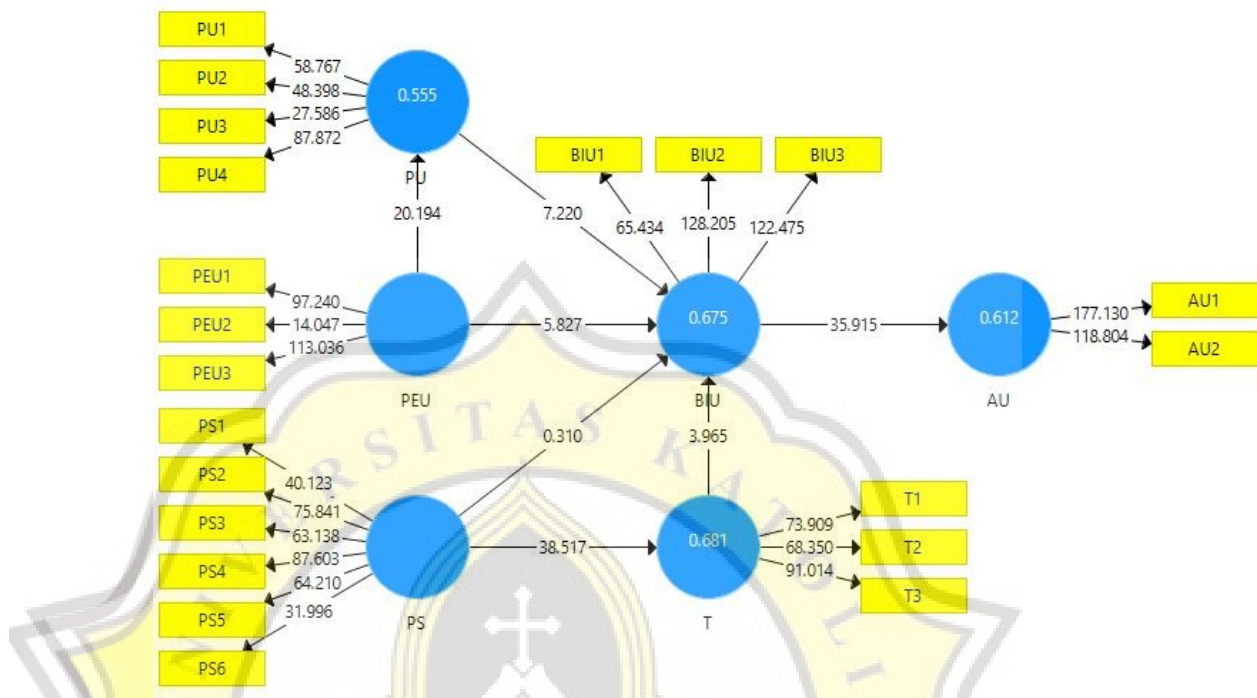 PU1
58.767
PU2
48.398
0.555
PU3
27.586
PU4
87.872
PU
BIU1
BIU2
BIU3
20.194
7.220
65.434
128.205
122.475
PEU1
97.240
PEU2
14.047
PEU3
113.036
PEU
5.827
0.675
BIU
35.915
0.612
AU
177.130
AU1
118.804
AU2
PS1
40.123
PS2
75.841
PS3
63.138
PS4
87.603
PS5
64.210
PS6
31.996
PS
0.310
3.965
38.517
0.681
T
73.909
T1
68.350
T2
91.014
T3
UNIVERSITAS KATOLI